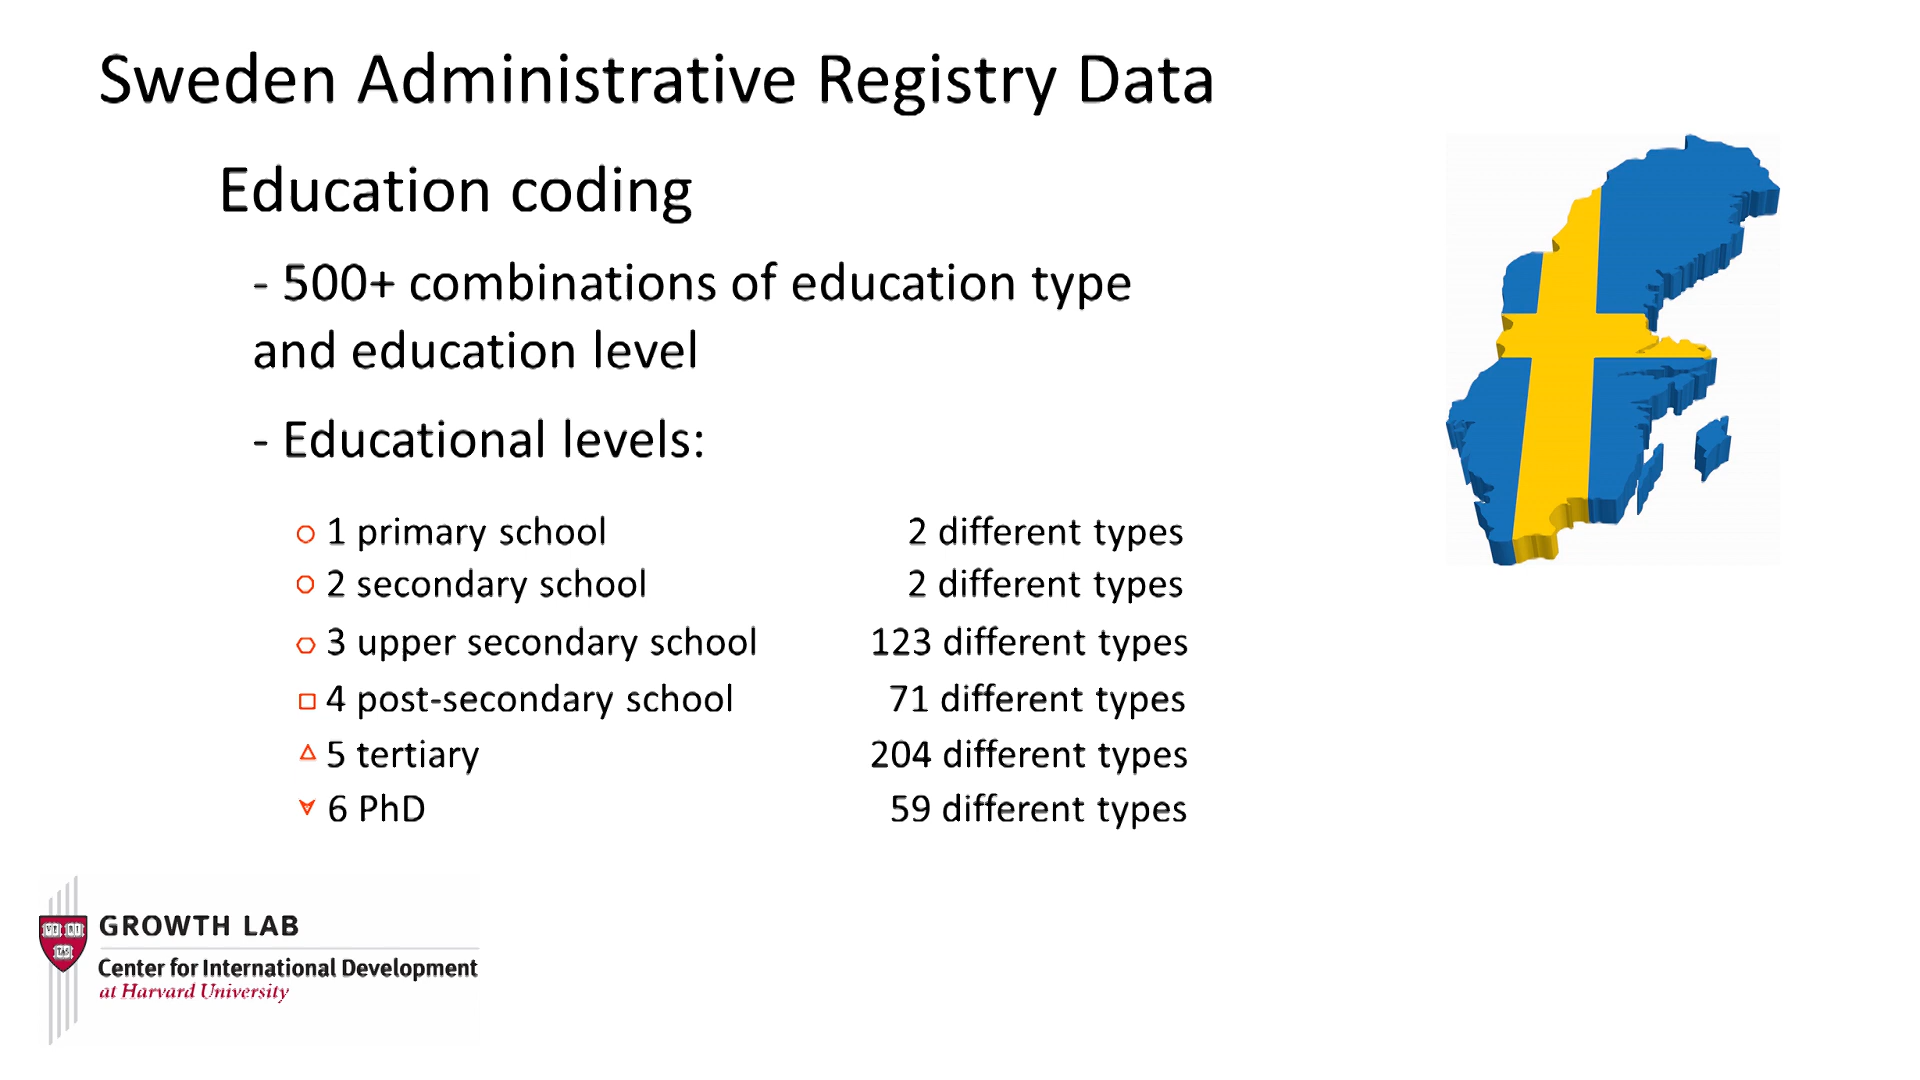 Sweden Administrative Registry Data
Education coding
- 500+ combinations of education type
and education level
- Educational levels:
1 primary school 2 different types
2 secondary school 2 different types
3 upper secondary school 123 different types
4 post-secondary school 71 different types
5 tertiary 204 different types
6 PhD 59 different types
VE RI
TAS
GROWTH LAB
Center for International Development
at Harvard University